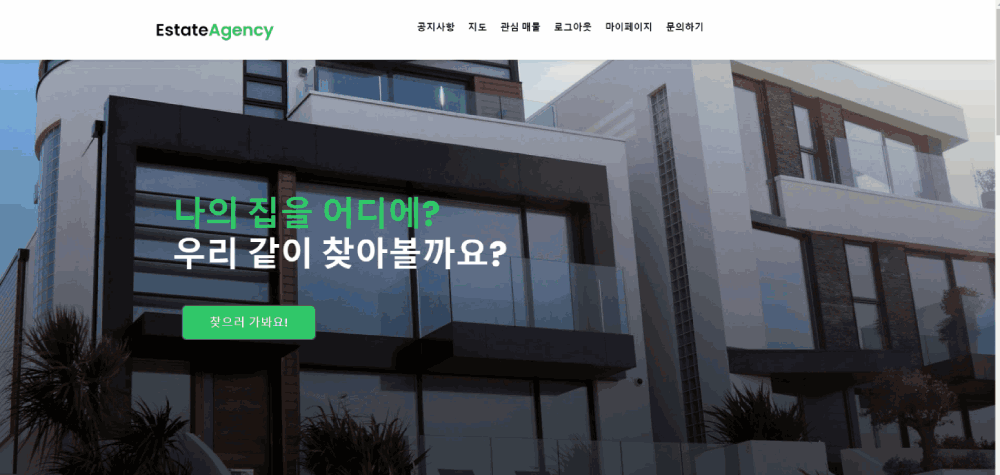 EstateAgency
공지사항 지도 관심 매물 로그아웃 마이페이지 문의하기
나의 집을 어디에?
우리 같이 찾아볼까요?
찾으러 가봐요!